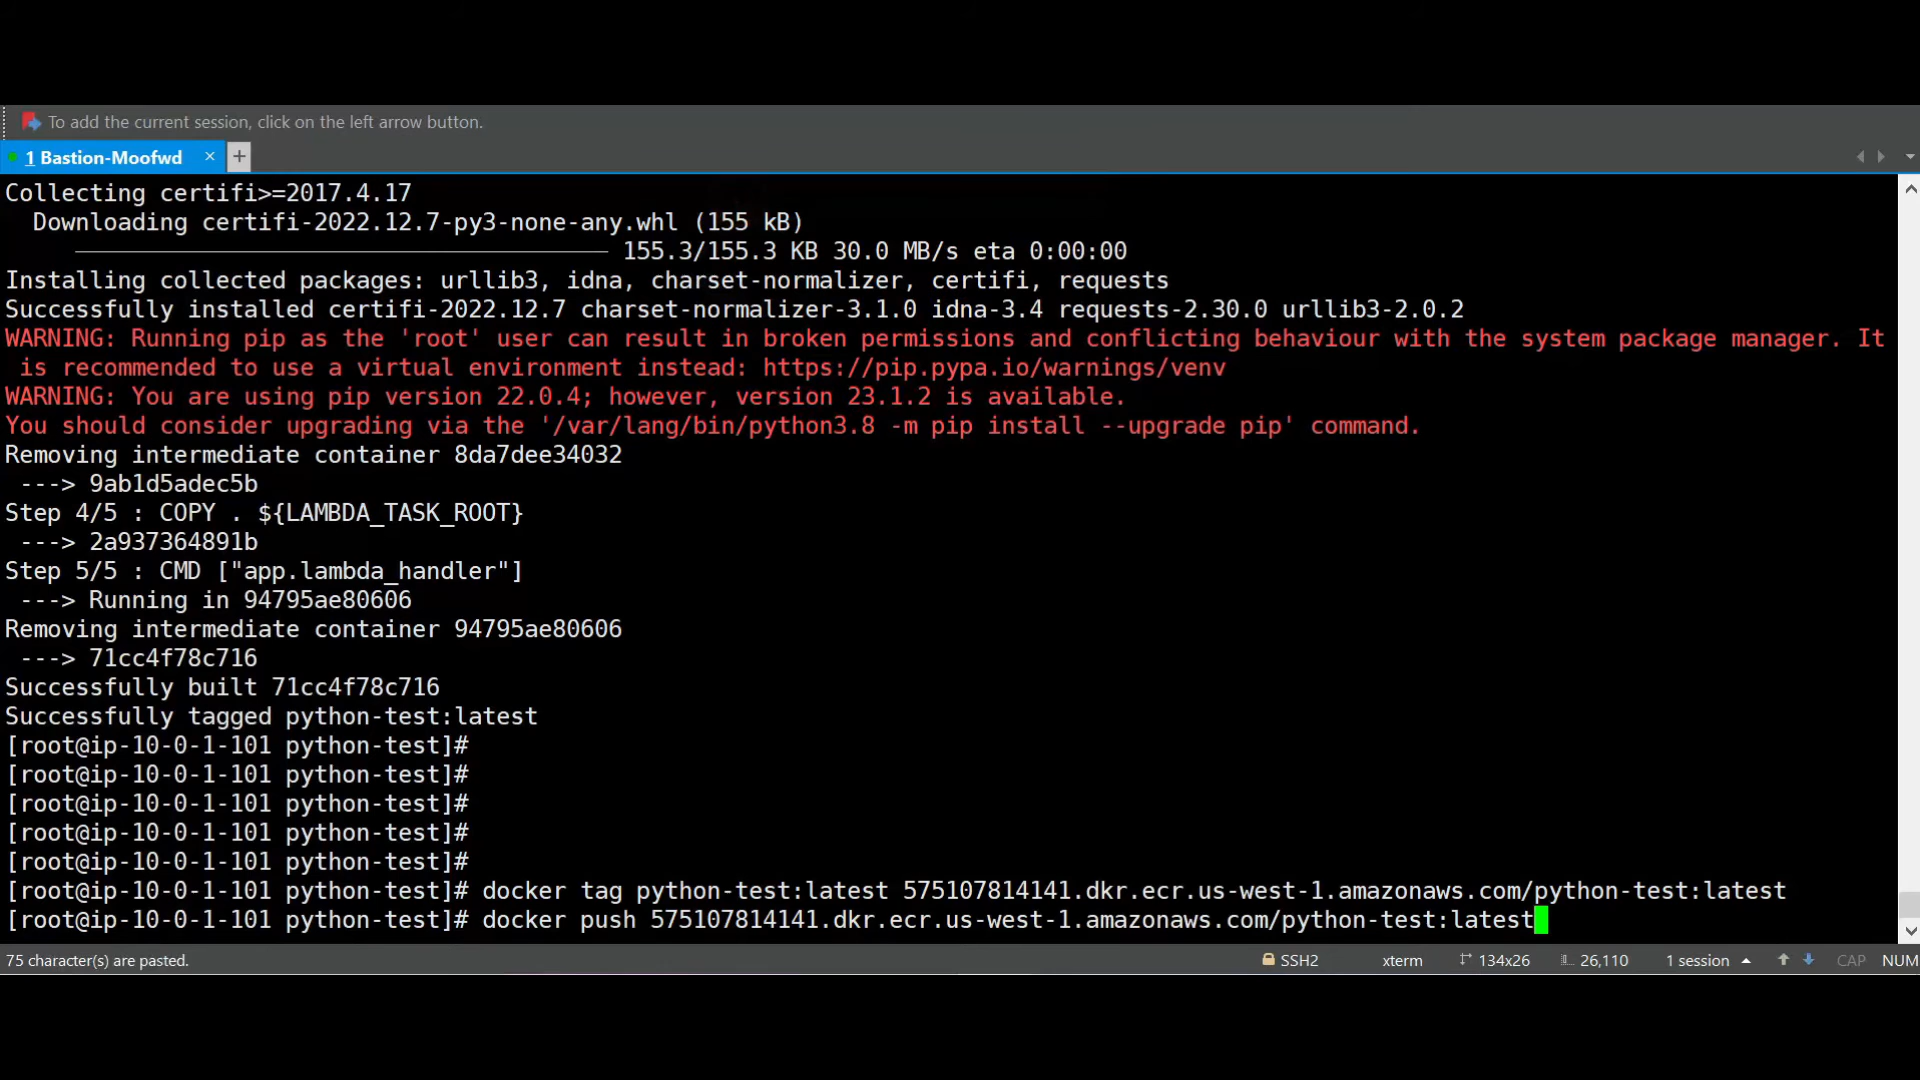 To add the current session, click on the left arrow button.
1 Bastion-Moofwd × +
Collecting certifi>=2017.4.17
  Downloading certifi-2022.12.7-py3-none-any.whl (155 kB)
     ━━━━━━━━━━━━━━━━━━━━━━━━━━━━━━━━━━━━━━ 155.3/155.3 KB 30.0 MB/s eta 0:00:00
Installing collected packages: urllib3, idna, charset-normalizer, certifi, requests
Successfully installed certifi-2022.12.7 charset-normalizer-3.1.0 idna-3.4 requests-2.30.0 urllib3-2.0.2
WARNING: Running pip as the 'root' user can result in broken permissions and conflicting behaviour with the system package manager. It
 is recommended to use a virtual environment instead: https://pip.pypa.io/warnings/venv
WARNING: You are using pip version 22.0.4; however, version 23.1.2 is available.
You should consider upgrading via the '/var/lang/bin/python3.8 -m pip install --upgrade pip' command.
Removing intermediate container 8da7dee34032
 ---> 9ab1d5adec5b
Step 4/5 : COPY . ${LAMBDA_TASK_ROOT}
 ---> 2a937364891b
Step 5/5 : CMD ["app.lambda_handler"]
 ---> Running in 94795ae80606
Removing intermediate container 94795ae80606
 ---> 71cc4f78c716
Successfully built 71cc4f78c716
Successfully tagged python-test:latest
[root@ip-10-0-1-101 python-test]#
[root@ip-10-0-1-101 python-test]#
[root@ip-10-0-1-101 python-test]#
[root@ip-10-0-1-101 python-test]#
[root@ip-10-0-1-101 python-test]#
[root@ip-10-0-1-101 python-test]# docker tag python-test:latest 575107814141.dkr.ecr.us-west-1.amazonaws.com/python-test:latest
[root@ip-10-0-1-101 python-test]# docker push 575107814141.dkr.ecr.us-west-1.amazonaws.com/python-test:latest
75 character(s) are pasted. SSH2 xterm 134x26 26,110 1 session CAP NUM